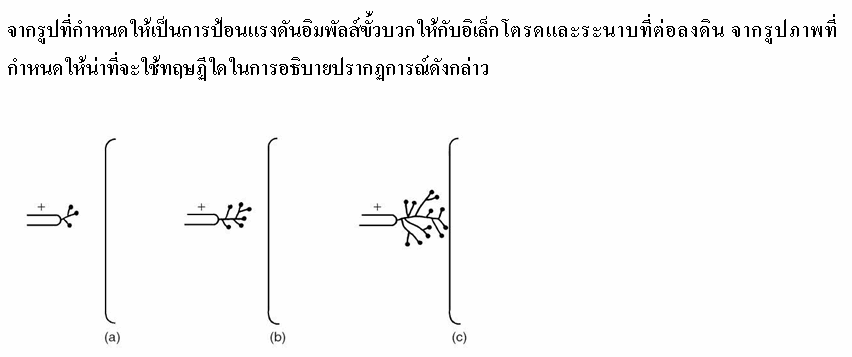 จากรูปที่กำหนดให้เป็นการป้อนแรงดันอิมพัลส์ขั้วบวกให้กับอิเล็กโตรดและระนาบที่ต่อลงดิน จากรูปภาพที่
กำหนดให้น่าที่จะใช้ทฤษฎีใดในการอธิบายปรากฏการณ์ดังกล่าว
+ + +
(a) (b) (c)